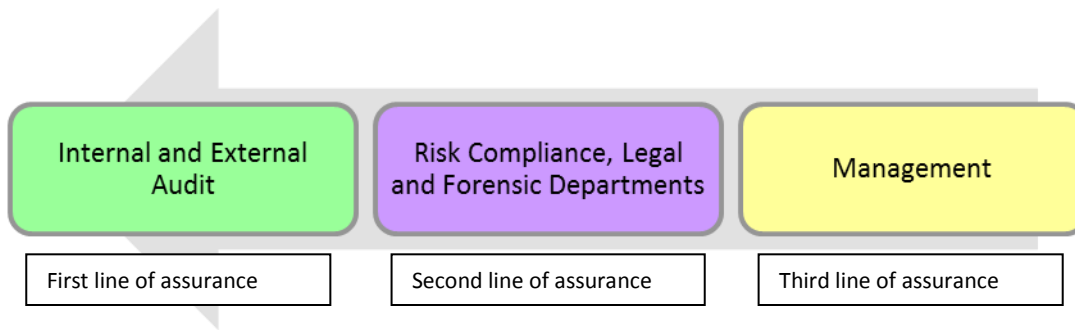 Internal and External
Audit
Risk Compliance, Legal
and Forensic Departments
Management
First line of assurance
Second line of assurance
Third line of assurance